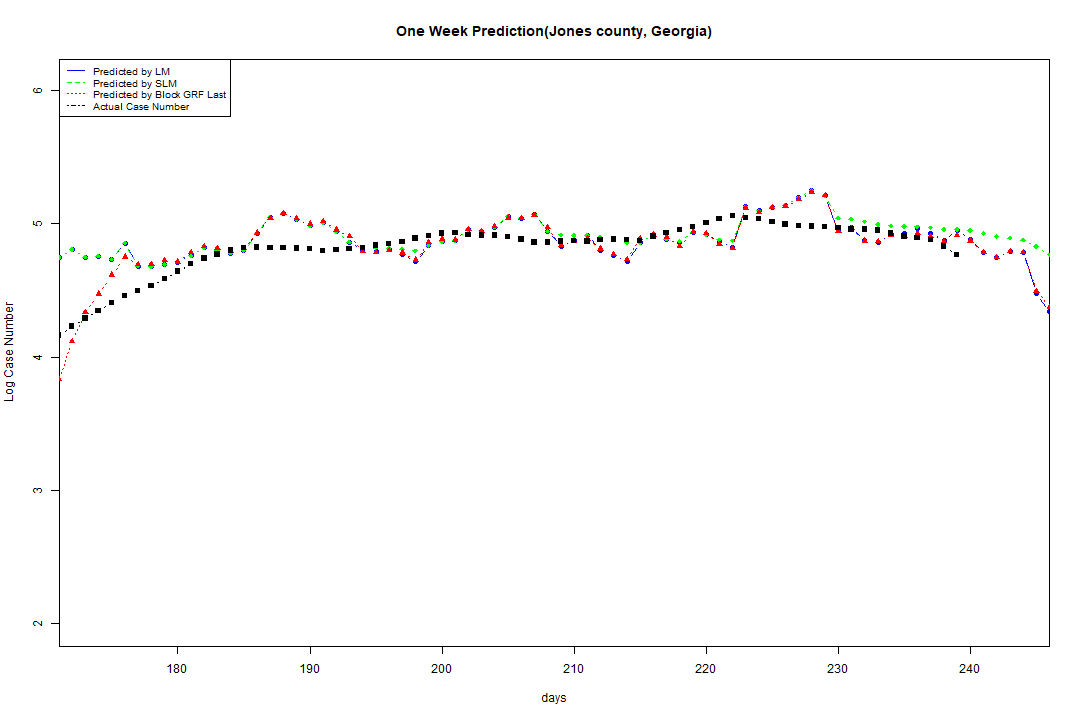 One Week Prediction(Jones county, Georgia)
Predicted by LM
Predicted by SLM
Predicted by Block GRF Last
Actual Case Number
6
5
4
3
2
Log Case Number
180 190 200 210 220 230 240
days